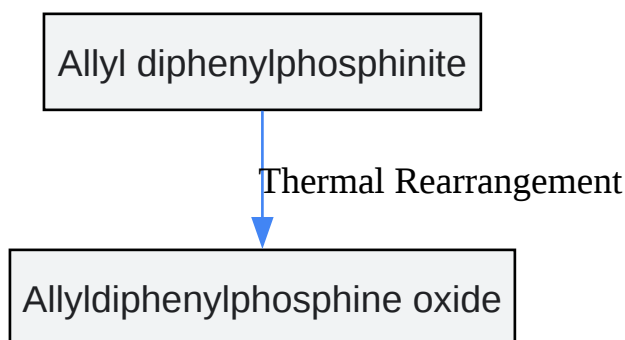 Allyl diphenylphosphinite
Thermal Rearrangement
Allyldiphenylphosphine oxide